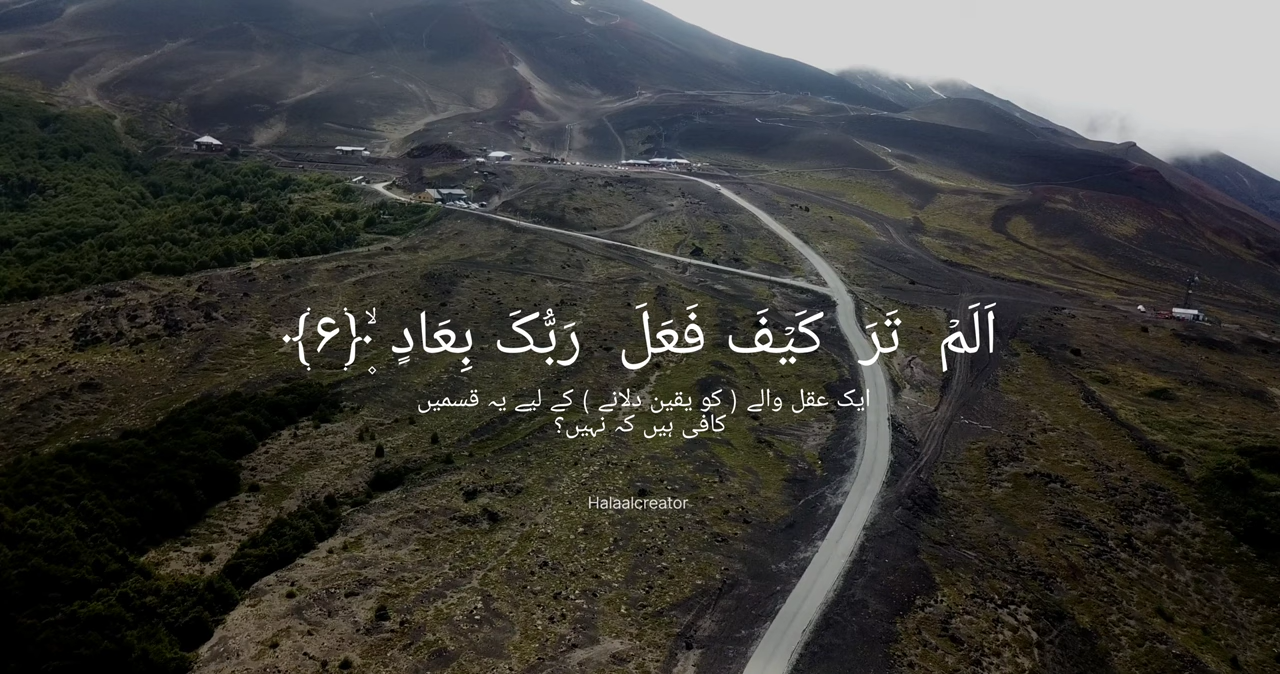 اَلَمۡ تَرَ کَیۡفَ فَعَلَ رَبُّکَ بِعَادٍ ۪ۙ﴿۶﴾
ایک عقل والے ( کو یقین دلانے ) کے لیے یہ قسمیں
کافی ہیں کہ نہیں؟
Halaalcreator